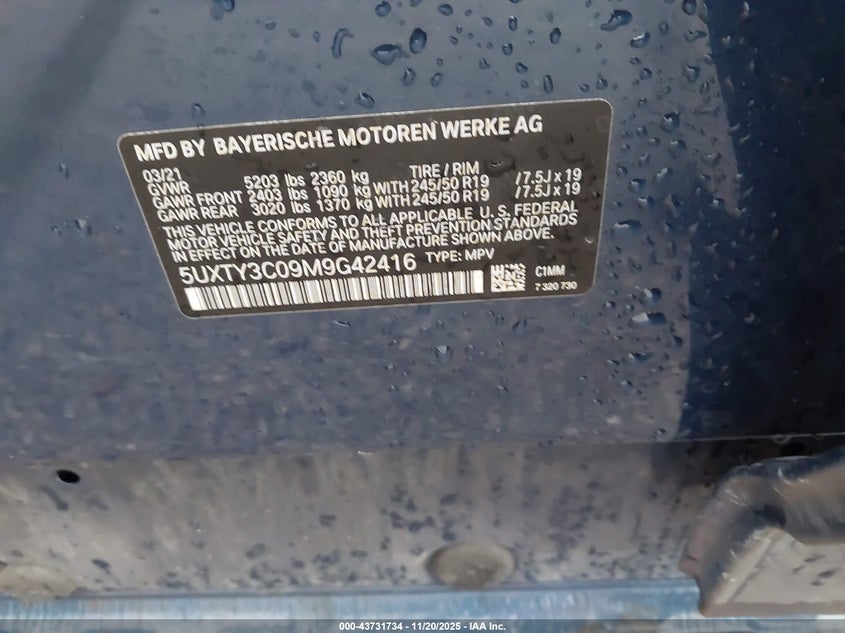 MFD BY BAYERISCHE MOTOREN WERKE AG
03/21 TIRE / RIM
GVWR 5203 lbs 2360 kg
GAWR FRONT 2403 lbs 1090 kg WITH 245/50 R19 /7.5J x 19
GAWR REAR 3020 lbs 1370 kg WITH 245/50 R19 /7.5J x 19
THIS VEHICLE CONFORMS TO ALL APPLICABLE U.S. FEDERAL
MOTOR VEHICLE SAFETY AND THEFT PREVENTION STANDARDS
IN EFFECT ON THE DATE OF MANUFACTURE SHOWN ABOVE.
5UXTY3C09M9G42416 TYPE: MPV
C1MM
7 320 730
000-43731734 - 11/20/2025 - IAA Inc.